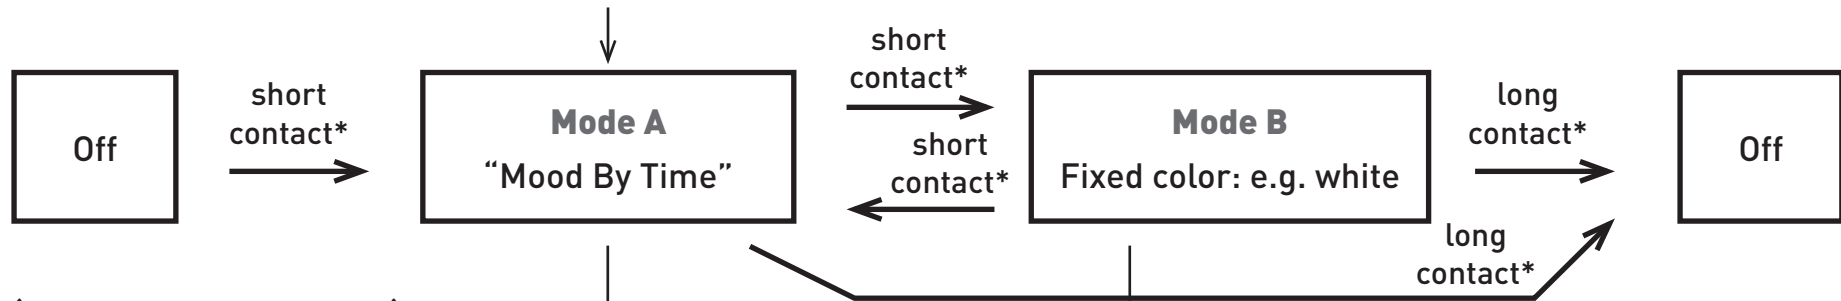 Off
short
contact*
Mode A
“Mood By Time”
short
contact*
short
contact*
Mode B
Fixed color: e.g. white
long
contact*
long
contact*
Off